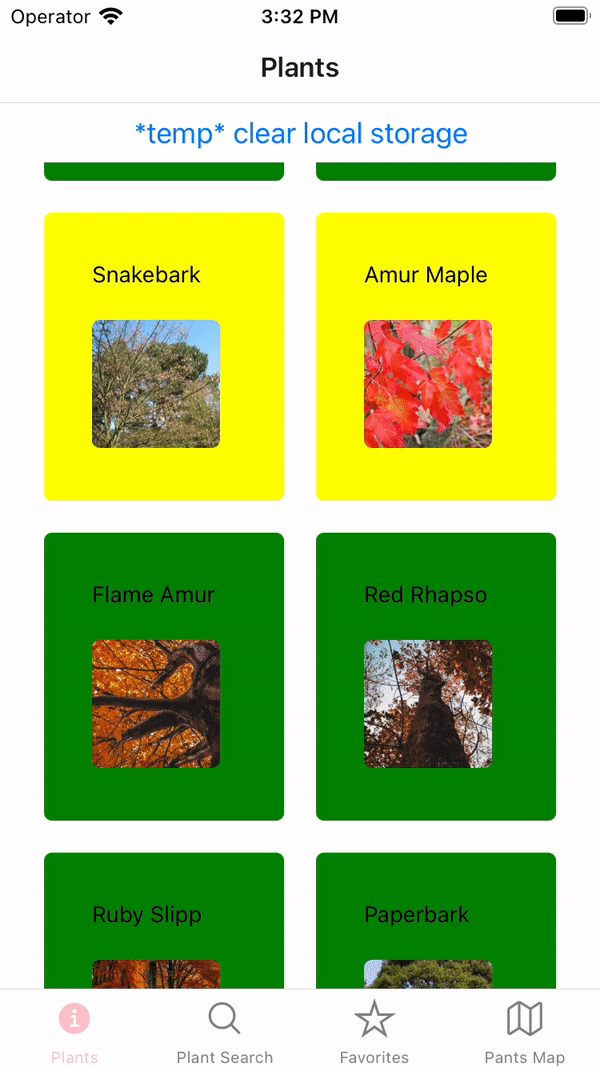 Operator 3:32 PM
Plants
*temp* clear local storage
Snakebark Amur Maple
Flame Amur Red Rhapso
Ruby Slipp Paperbark
Plants Plant Search Favorites Pants Map